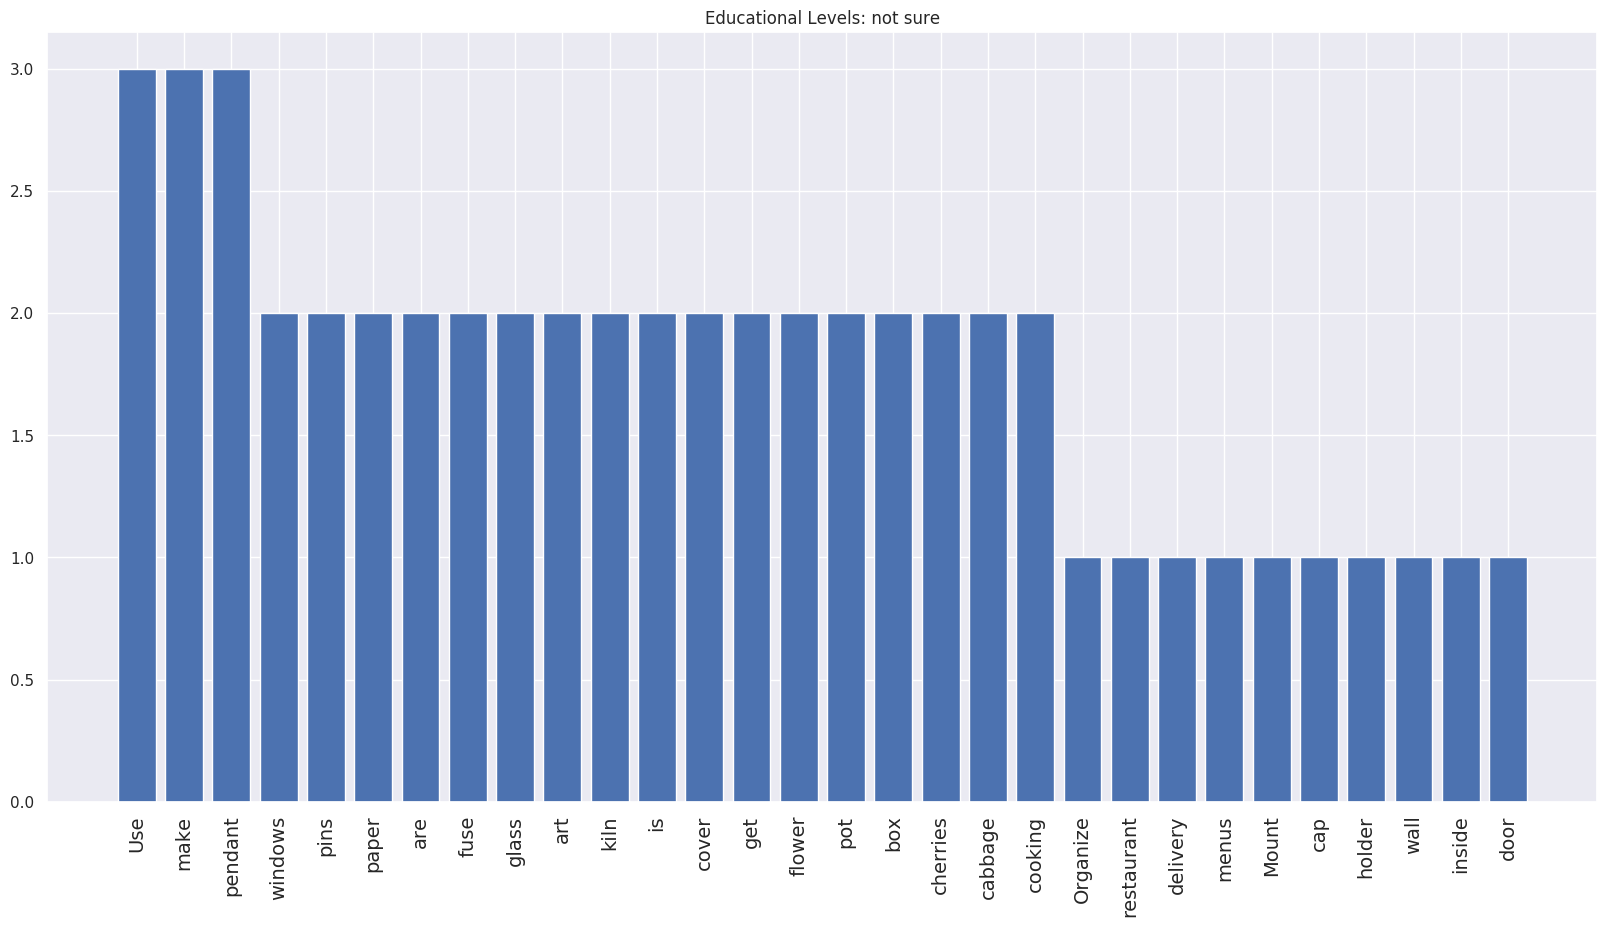 Educational Levels: not sure
3.0
2.5
2.0
1.5
1.0
0.5
0.0
Use
make
pendant
windows
pins
paper
are
fuse
glass
art
kiln
is
cover
get
flower
pot
box
cherries
cabbage
cooking
Organize
restaurant
delivery
menus
Mount
cap
holder
wall
inside
door